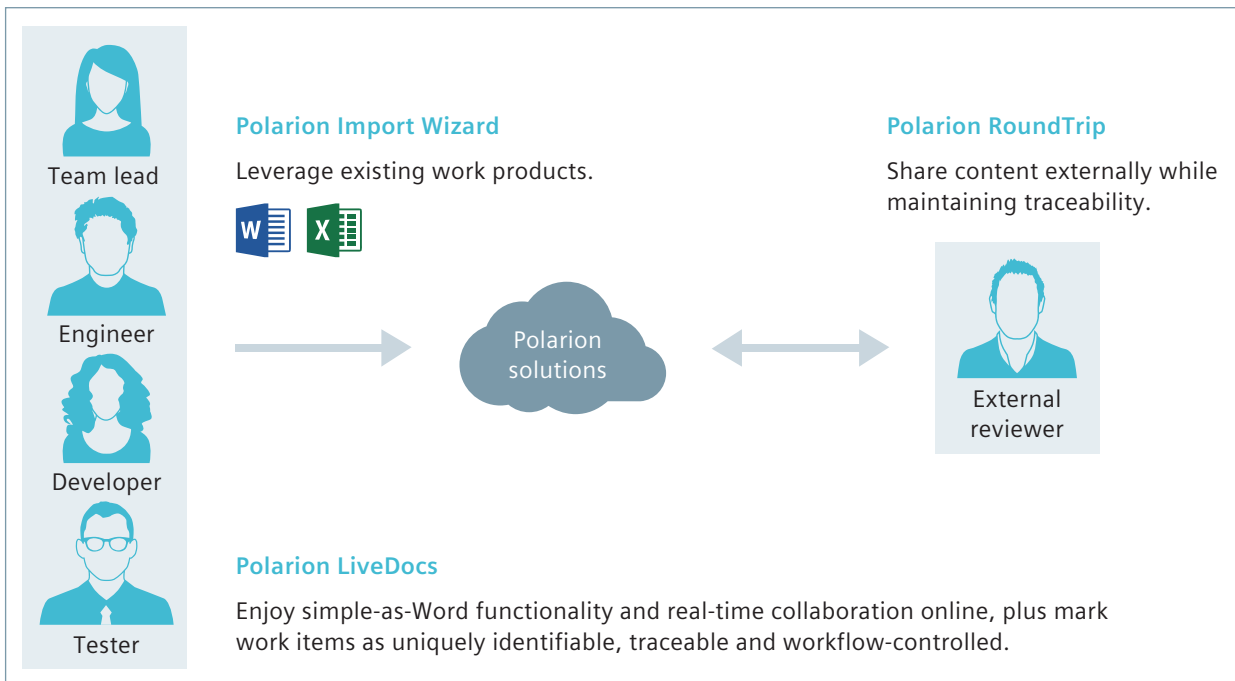 Team lead
Engineer
Developer
Tester
Polarion Import Wizard
Leverage existing work products.
W
X
Polarion
solutions
Polarion RoundTrip
Share content externally while
maintaining traceability.
External
reviewer
Polarion LiveDocs
Enjoy simple-as-Word functionality and real-time collaboration online, plus mark
work items as uniquely identifiable, traceable and workflow-controlled.